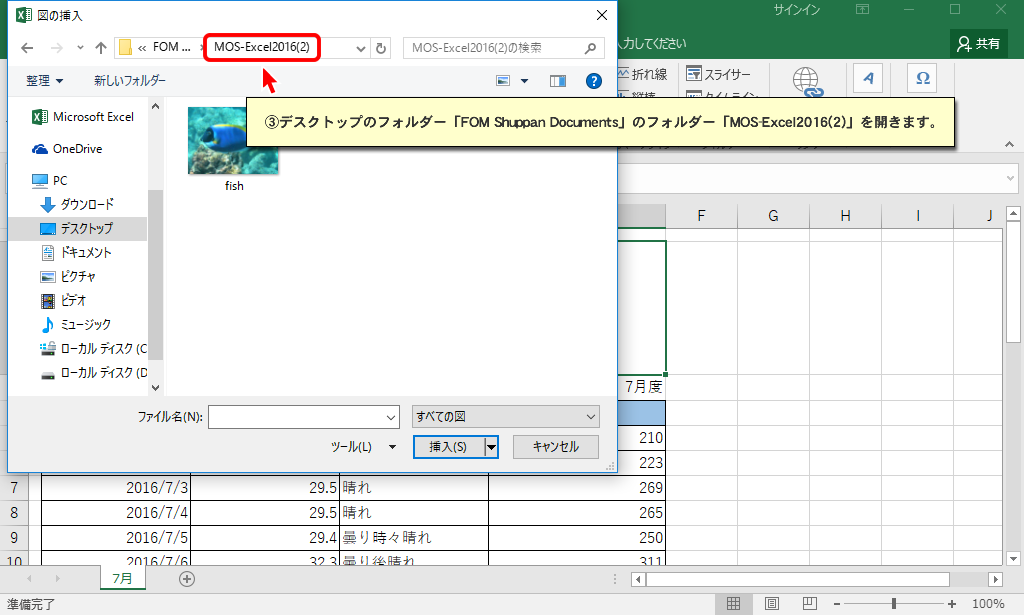 図の挿入
サインイン
« FOM ... › MOS-Excel2016(2)
MOS-Excel2016(2)の検索
入力してください
共有
整理
新しいフォルダー
折れ線
スライサー
③デスクトップのフォルダー「FOM Shuppan Documents」のフォルダー「MOS-Excel2016(2)」を開きます。
Microsoft Excel
OneDrive
PC
ダウンロード
デスクトップ
ドキュメント
ピクチャ
ビデオ
ミュージック
ローカル ディスク (C
ローカル ディスク (D
fish
F G H I J
ファイル名(N):
すべての図
ツール(L)
挿入(S)
キャンセル
7月度
210
223
7 2016/7/3 29.5 晴れ 269
8 2016/7/4 29.5 晴れ 265
9 2016/7/5 29.4 曇り時々晴れ 250
10 2016/7/6 32.3 曇り後晴れ 311
7月
準備完了
100%